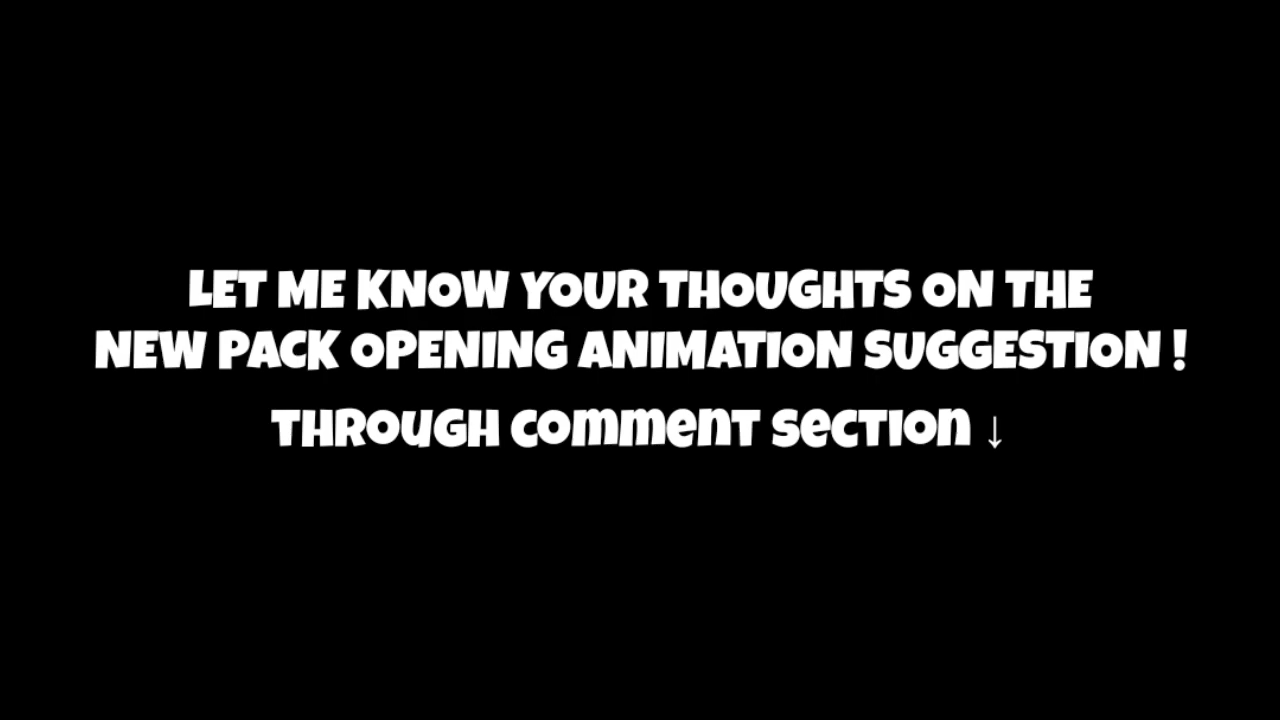 LET ME KNOW YOUR THOUGHTS ON THE
NEW PACK OPENING ANIMATION SUGGESTION !
THROUGH COMMENT SECTION ↓